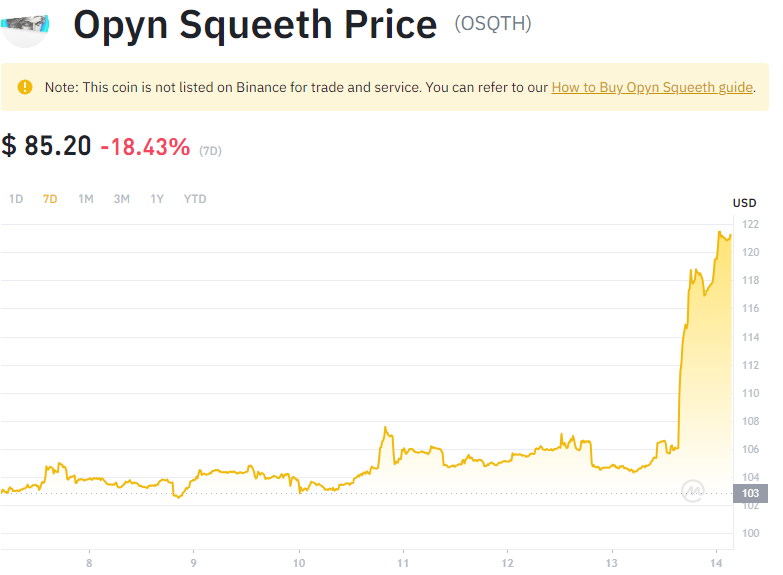 Opyn Squeeth Price (OSQTH)
Note: This coin is not listed on Binance for trade and service. You can refer to our How to Buy Opyn Squeeth guide.
$ 85.20 -18.43% (7D)
1D 7D 1M 3M 1Y YTD
USD
122
120
118
116
114
112
110
108
106
104
103
102
100
8 9 10 11 12 13 14